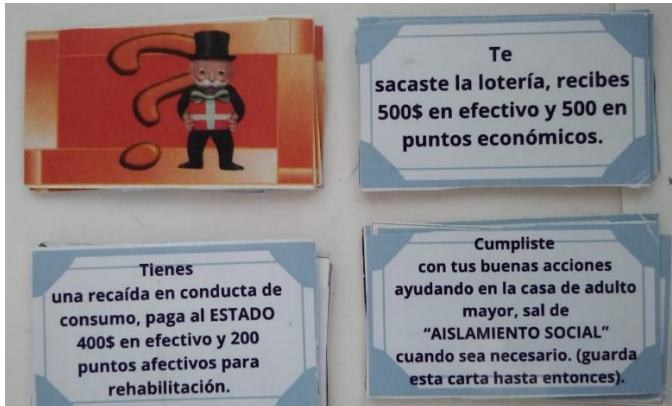 ?
Te
sacaste la lotería, recibes
500$ en efectivo y 500 en
puntos económicos.
Tienes
una recaída en conducta de
consumo, paga al ESTADO
400$ en efectivo y 200
puntos afectivos para
rehabilitación.
Cumpliste
con tus buenas acciones
ayudando en la casa de adulto
mayor, sal de
“AISLAMIENTO SOCIAL”
cuando sea necesario. (guarda
esta carta hasta entonces).